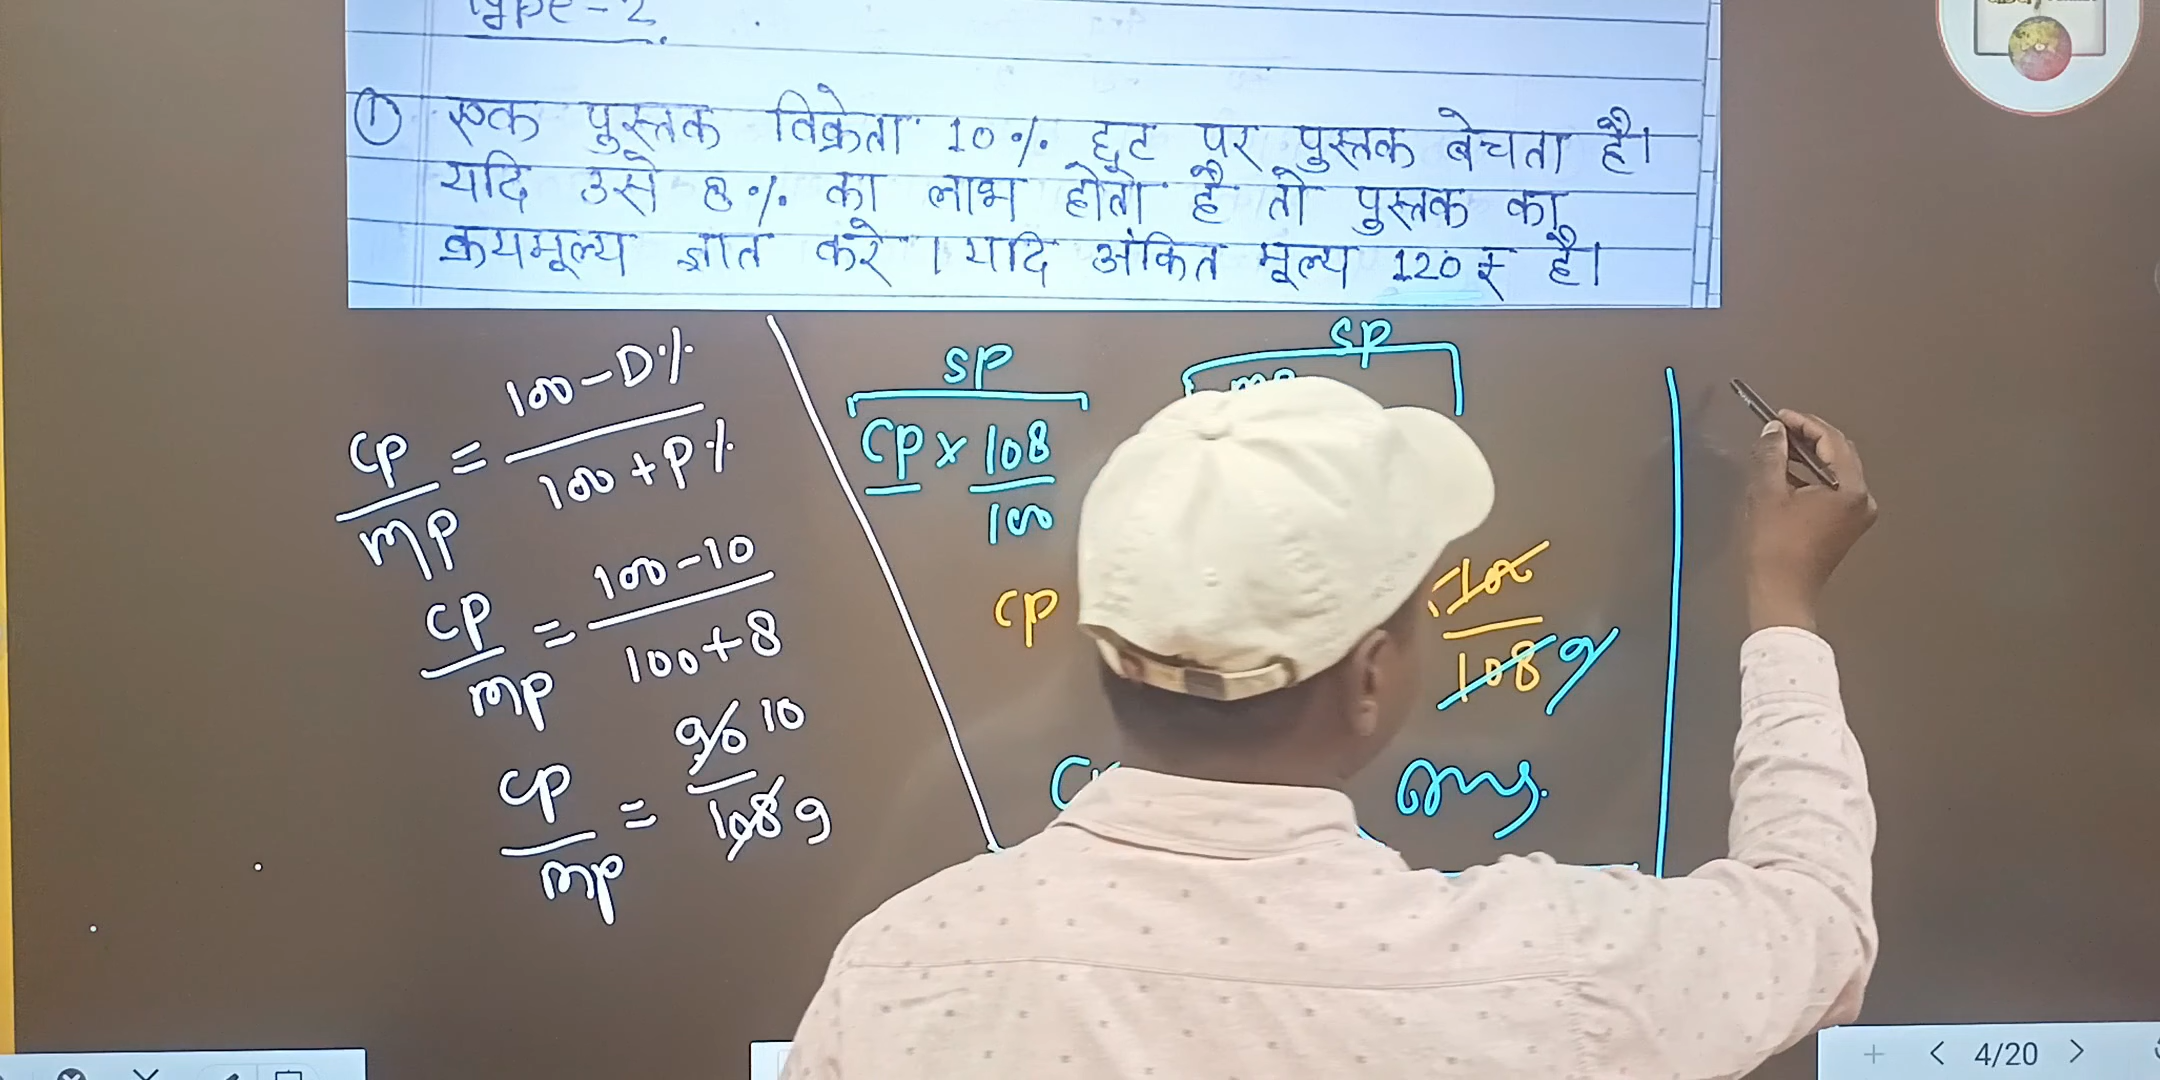 Type-2
① एक पुस्तक विक्रेता 10% छुट पर पुस्तक बेचता है।
यदि उसे 8% का लाभ होता है तो पुस्तक का
क्रयमूल्य ज्ञात करे । यदि अंकित मूल्य 120₹ है।
CP/MP = 100-D%/100+P%
CP/MP = 100-10/100+8
CP/MP = 90 10/108 9
SP
CP × 108/100
SP
CP
108 9
ans.
4/20